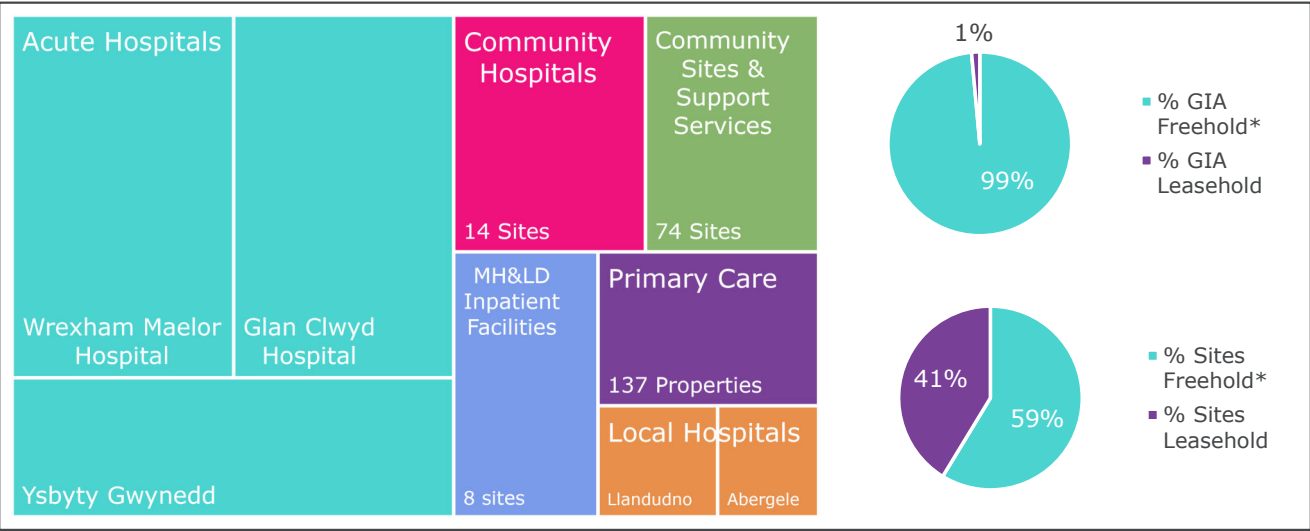 Acute Hospitals
Wrexham Maelor
Hospital
Glan Clwyd
Hospital
Ysbyty Gwynedd
Community
Hospitals
14 Sites
Community
Sites &
Support
Services
74 Sites
MH&LD
Inpatient
Facilities
8 sites
Primary Care
137 Properties
Local Hospitals
Llandudno
Abergele
1%
99%
% GIA
Freehold*
% GIA
Leasehold
41%
59%
% Sites
Freehold*
% Sites
Leasehold